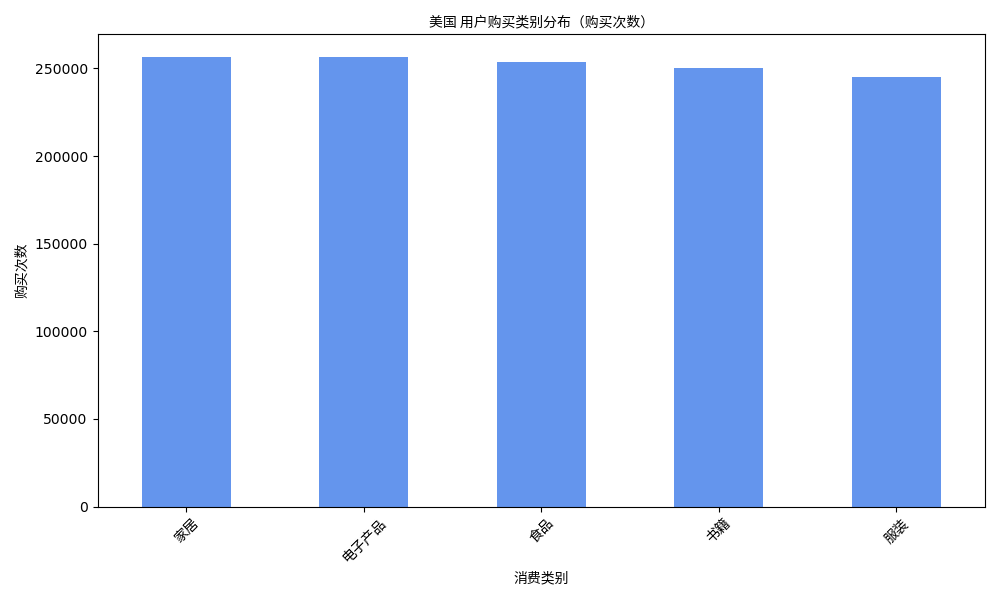 美国 用户购买类别分布（购买次数）
250000
200000
150000
100000
50000
0
购买次数
家居
电子产品
食品
书籍
服装
消费类别